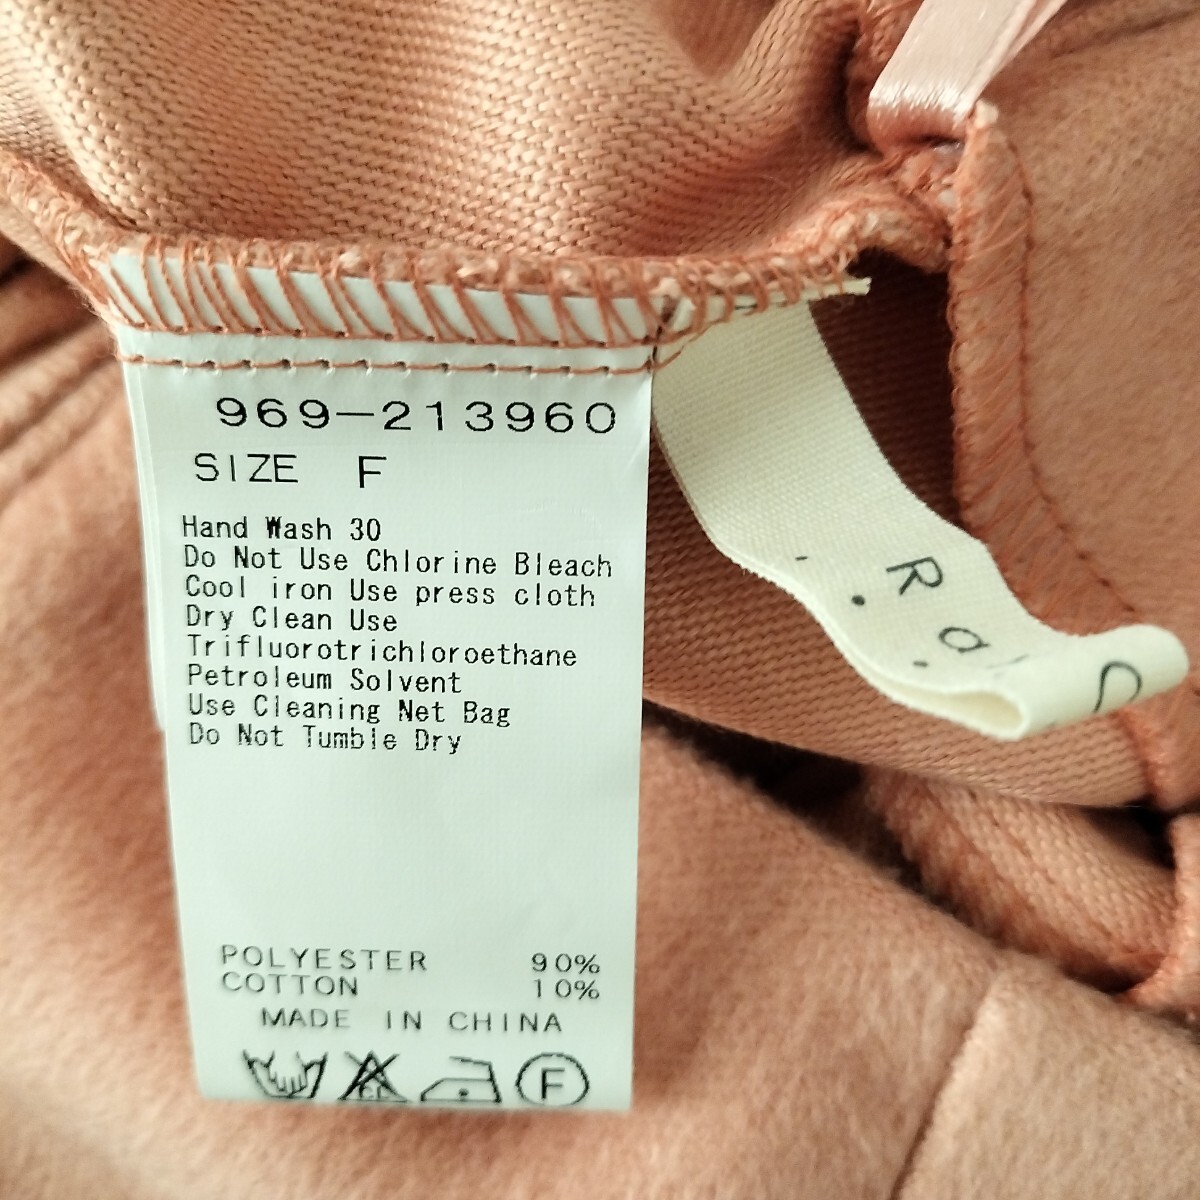 969-213960
SIZE F
Hand Wash 30
Do Not Use Chlorine Bleach
Cool iron Use press cloth
Dry Clean Use
Trifluorotrichloroethane
Petroleum Solvent
Use Cleaning Net Bag
Do Not Tumble Dry
POLYESTER 90%
COTTON 10%
MADE IN CHINA
F